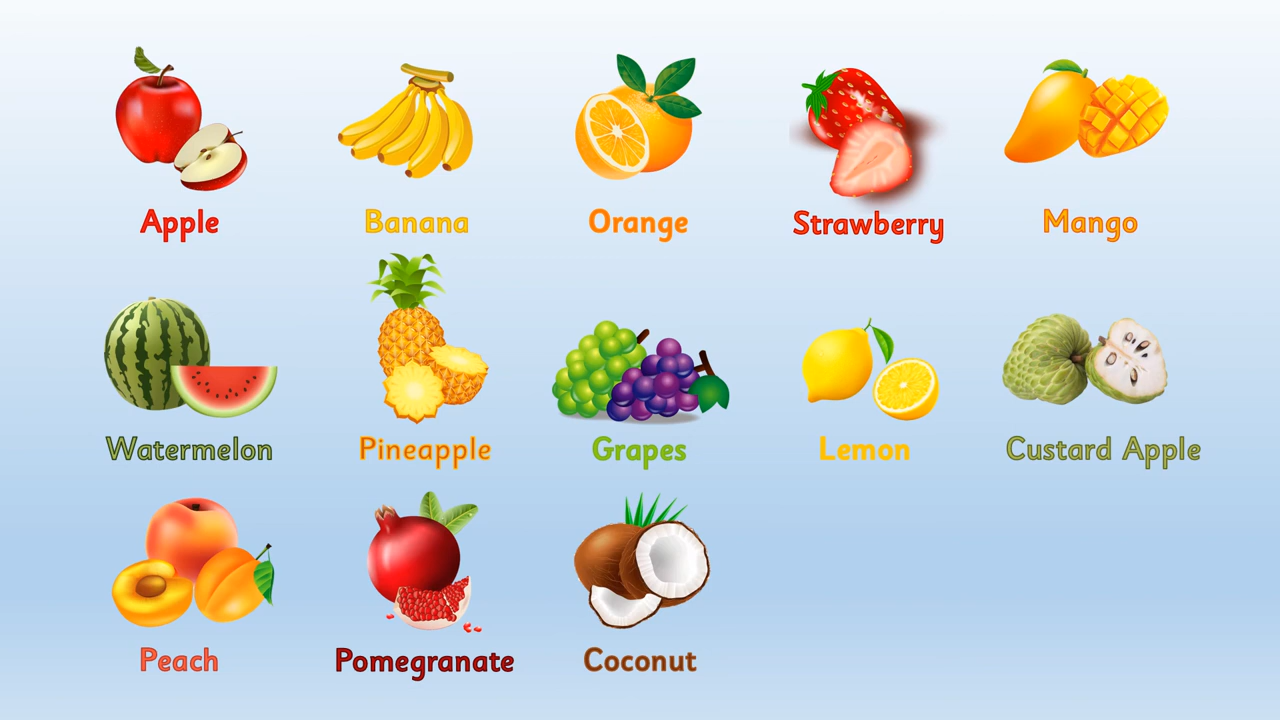 Apple
Banana
Orange
Strawberry
Mango
Watermelon
Pineapple
Grapes
Lemon
Custard Apple
Peach
Pomegranate
Coconut